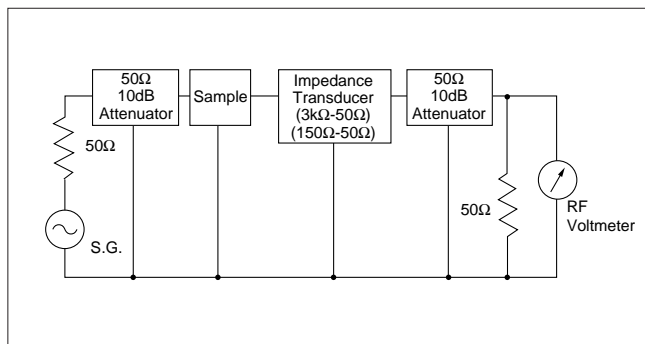 50Ω
10dB
Attenuator
Sample
Impedance
Transducer
(3kΩ-50Ω)
(150Ω-50Ω)
50Ω
10dB
Attenuator
50Ω
S.G.
50Ω
RF
Voltmeter